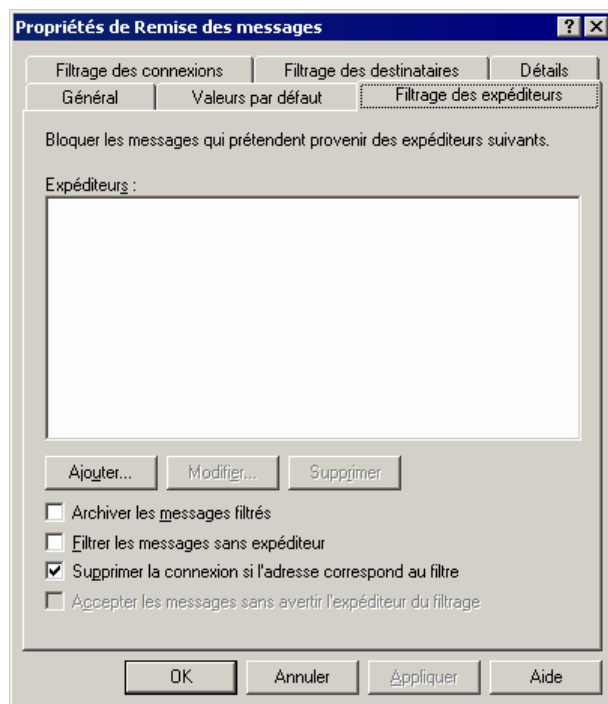 Propriétés de Remise des messages
Filtrage des connexions
Filtrage des destinataires
Détails
Général
Valeurs par défaut
Filtrage des expéditeurs
Bloquer les messages qui prétendent provenir des expéditeurs suivants.
Expéditeurs :
Ajouter...
Modifier...
Supprimer
Archiver les messages filtrés
Filtrer les messages sans expéditeur
Supprimer la connexion si l'adresse correspond au filtre
Accepter les messages sans avertir l'expéditeur du filtrage
OK
Annuler
Appliquer
Aide